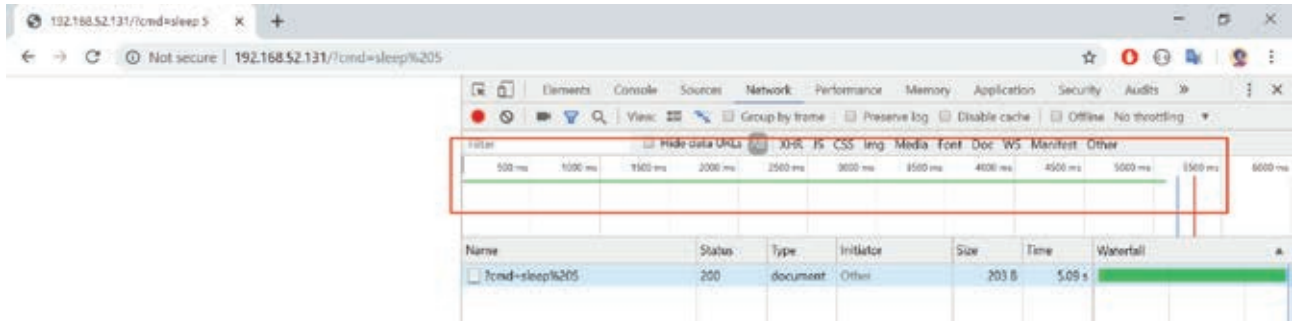 192.168.52.131/?cmd=sleep 5
Not secure | 192.168.52.131/?cmd=sleep%205
Elements Console Sources Network Performance Memory Application Security Audits »
View: Group by frame Preserve log Disable cache Offline No throttling
Filter Hide data URLs All XHR JS CSS Img Media Font Doc WS Manifest Other
500 ms 1000 ms 1500 ms 2000 ms 2500 ms 3000 ms 3500 ms 4000 ms 4500 ms 5000 ms 5500 ms 6000 ms
Name Status Type Initiator Size Time Waterfall
?cmd=sleep%205 200 document Other 203 B 5.09 s